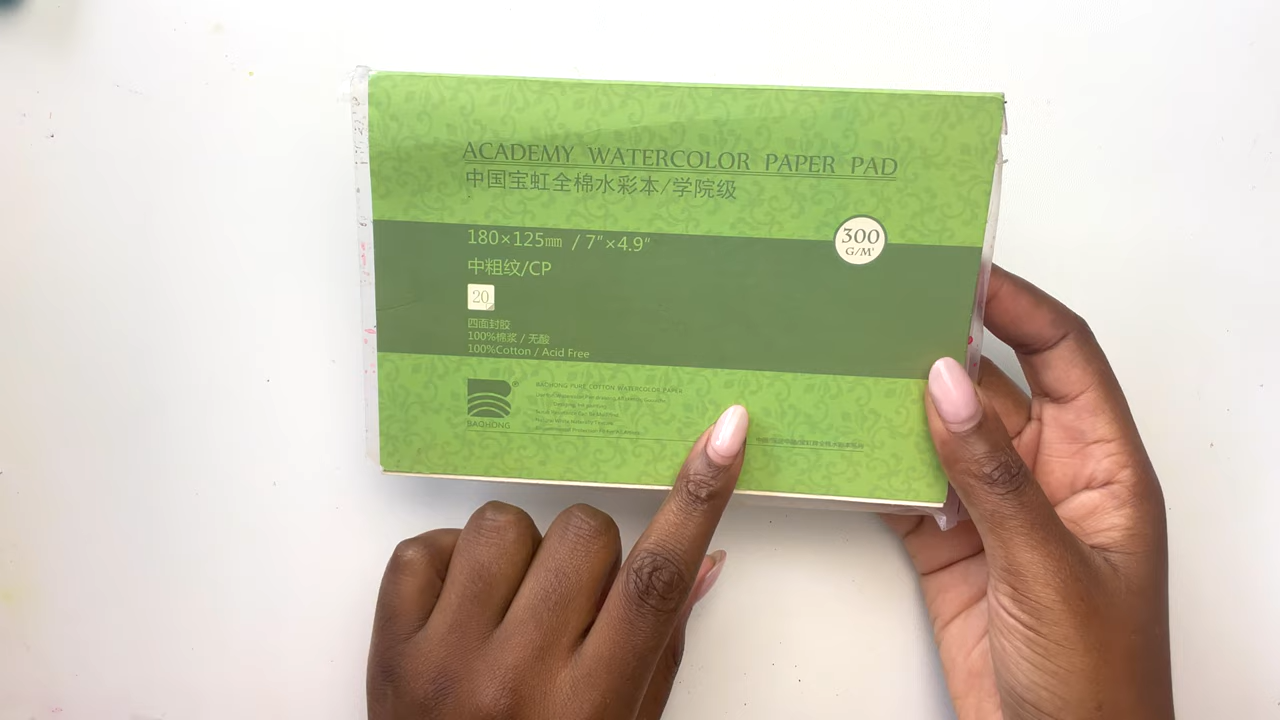 ACADEMY WATERCOLOR PAPER PAD
中国宝虹全棉水彩本/学院级
180×125mm / 7"×4.9"
300
G/M²
中粗纹/CP
20
四面封胶
100%棉浆 / 无酸
100%Cotton / Acid Free
BAOHONG PURE COTTON WATERCOLOR PAPER
BAOHONG